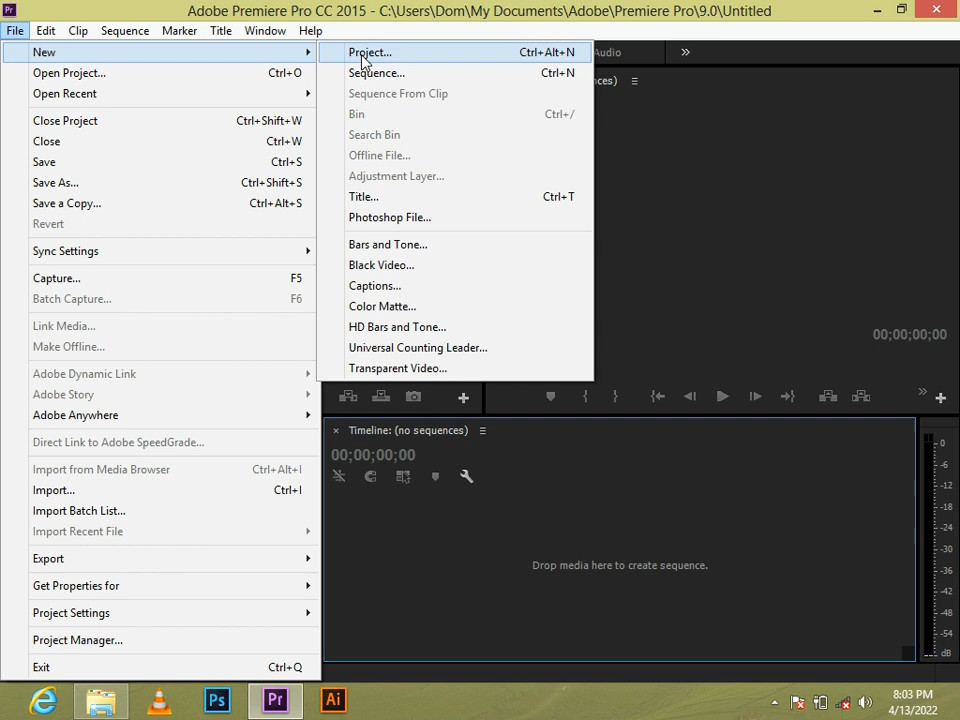 Pr
Adobe Premiere Pro CC 2015 - C:\Users\Dom\My Documents\Adobe\Premiere Pro\9.0\Untitled
File Edit Clip Sequence Marker Title Window Help
New
Open Project... Ctrl+O
Open Recent
Close Project Ctrl+Shift+W
Close Ctrl+W
Save Ctrl+S
Save As... Ctrl+Shift+S
Save a Copy... Ctrl+Alt+S
Revert
Sync Settings
Capture... F5
Batch Capture... F6
Link Media...
Make Offline...
Adobe Dynamic Link
Adobe Story
Adobe Anywhere
Direct Link to Adobe SpeedGrade...
Import from Media Browser Ctrl+Alt+I
Import... Ctrl+I
Import Batch List...
Import Recent File
Export
Get Properties for
Project Settings
Project Manager...
Exit Ctrl+Q
Project... Ctrl+Alt+N
Sequence... Ctrl+N
Sequence From Clip
Bin Ctrl+/
Search Bin
Offline File...
Adjustment Layer...
Title... Ctrl+T
Photoshop File...
Bars and Tone...
Black Video...
Captions...
Color Matte...
HD Bars and Tone...
Universal Counting Leader...
Transparent Video...
Audio
00;00;00;00
Timeline: (no sequences)
00;00;00;00
Drop media here to create sequence.
0
-6
-12
-18
-24
-30
-36
-42
-48
-54
dB
Ps
Pr
Ai
8:03 PM
4/13/2022